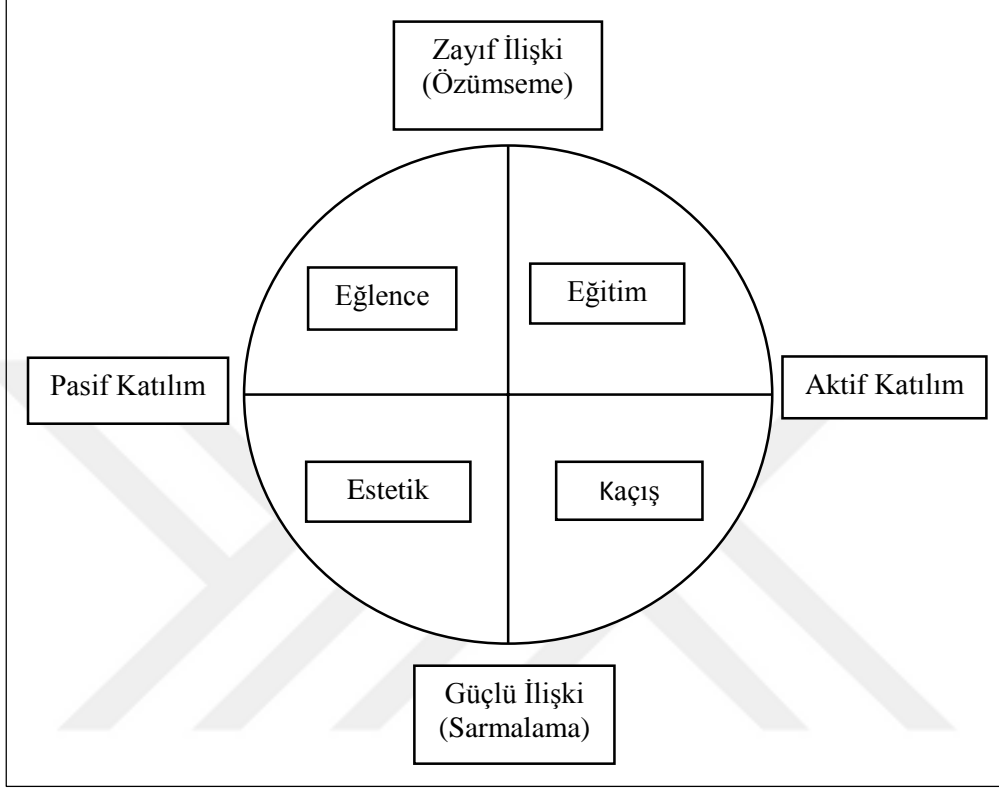 Zayıf İlişki
(Özümseme)
Eğlence
Eğitim
Pasif Katılım
Aktif Katılım
Estetik
Kaçış
Güçlü İlişki
(Sarmalama)